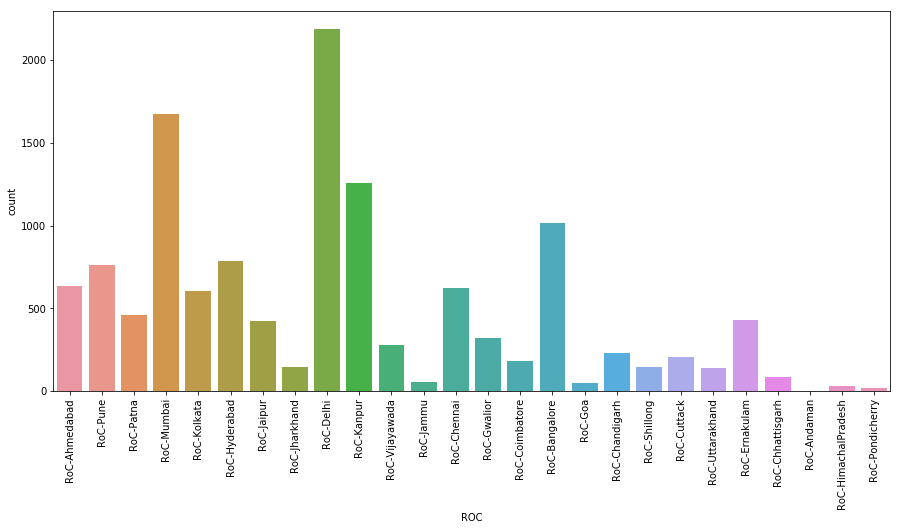 2000
1500
1000
500
0
count
RoC-Ahmedabad
RoC-Pune
RoC-Patna
RoC-Mumbai
RoC-Kolkata
RoC-Hyderabad
RoC-Jaipur
RoC-Jharkhand
RoC-Delhi
RoC-Kanpur
RoC-Vijayawada
RoC-Jammu
RoC-Chennai
RoC-Gwalior
RoC-Coimbatore
RoC-Bangalore
RoC-Goa
RoC-Chandigarh
RoC-Shillong
RoC-Cuttack
RoC-Uttarakhand
RoC-Ernakulam
RoC-Chhattisgarh
RoC-Andaman
RoC-HimachalPradesh
RoC-Pondicherry
ROC